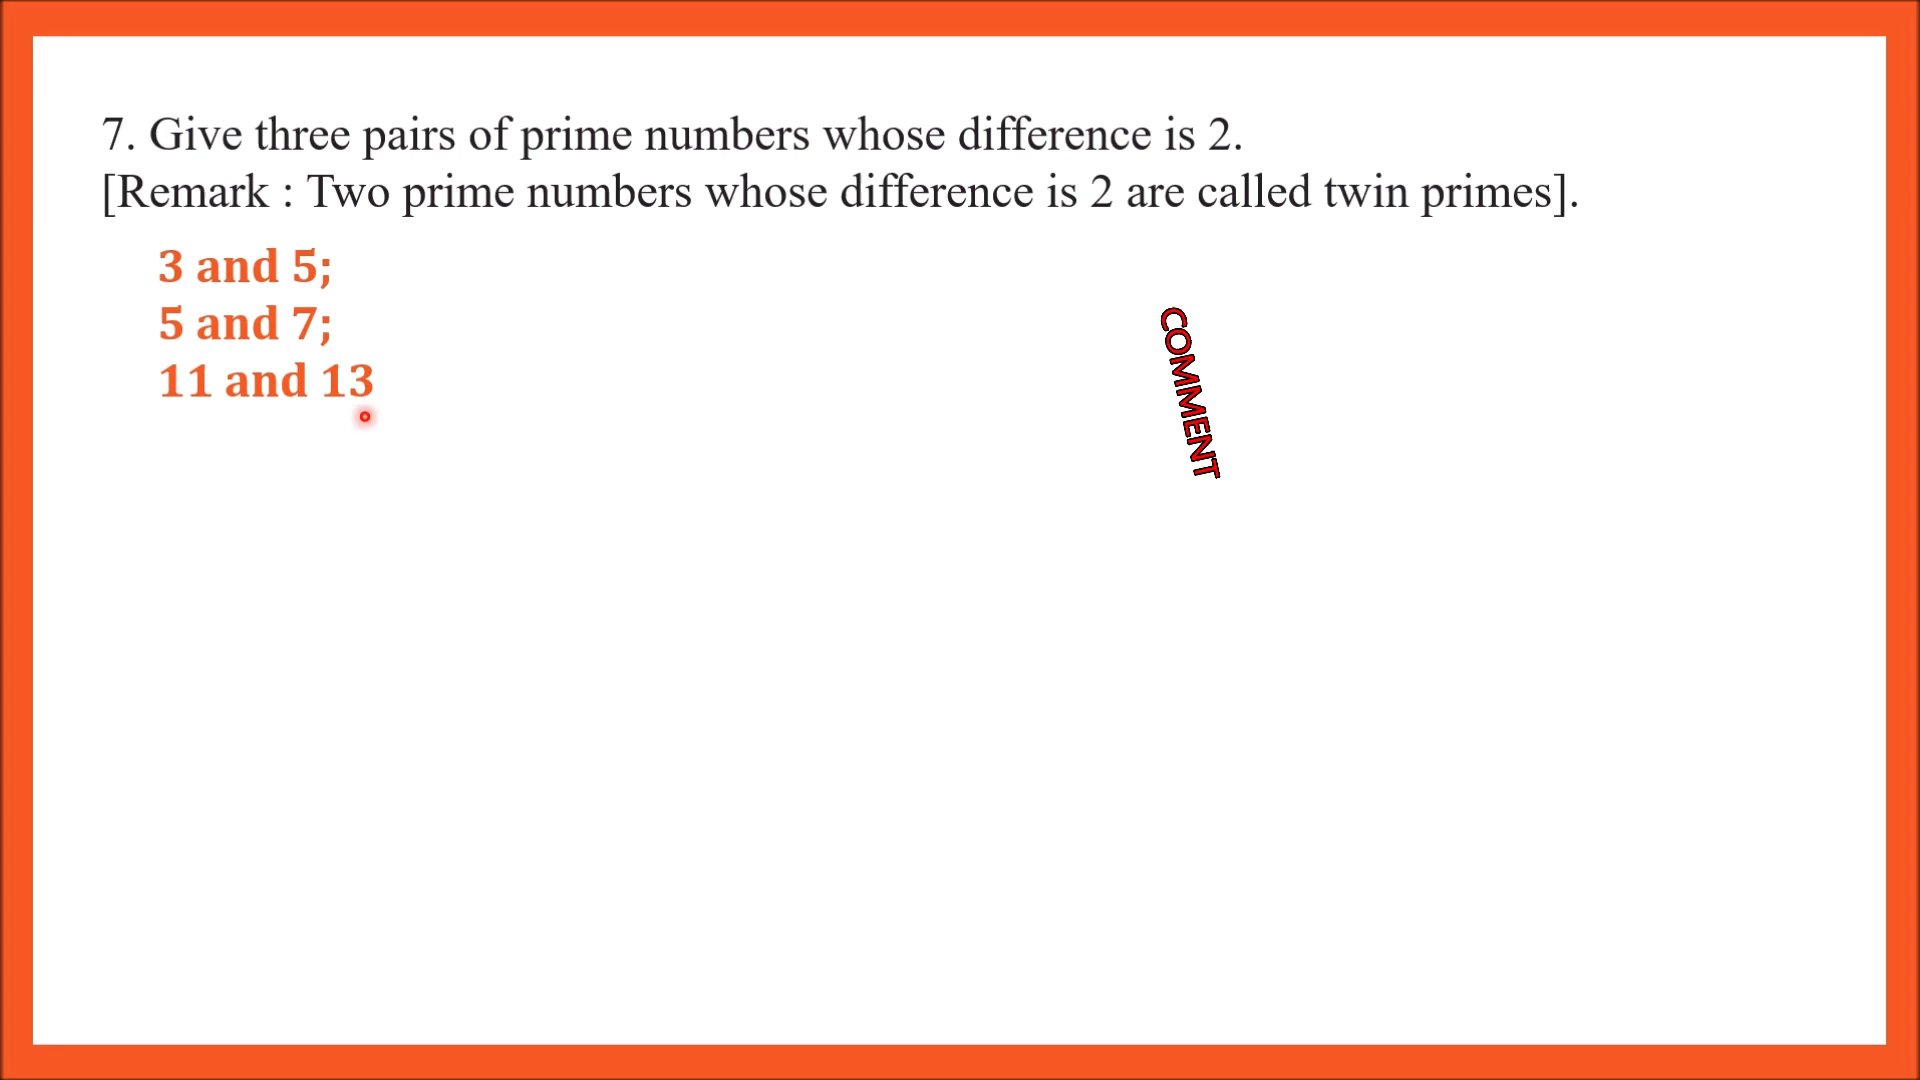 7. Give three pairs of prime numbers whose difference is 2.
[Remark : Two prime numbers whose difference is 2 are called twin primes].
3 and 5;
5 and 7;
11 and 13
COMMENT